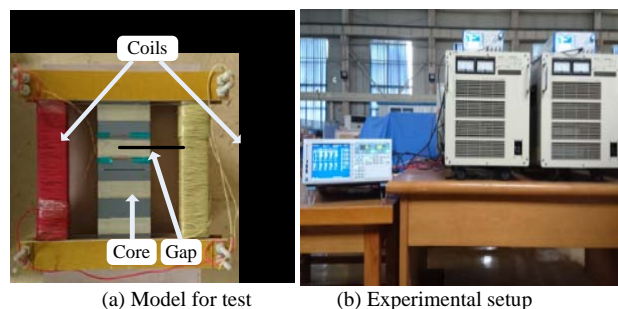 Coils
Core
Gap
(a) Model for test
(b) Experimental setup